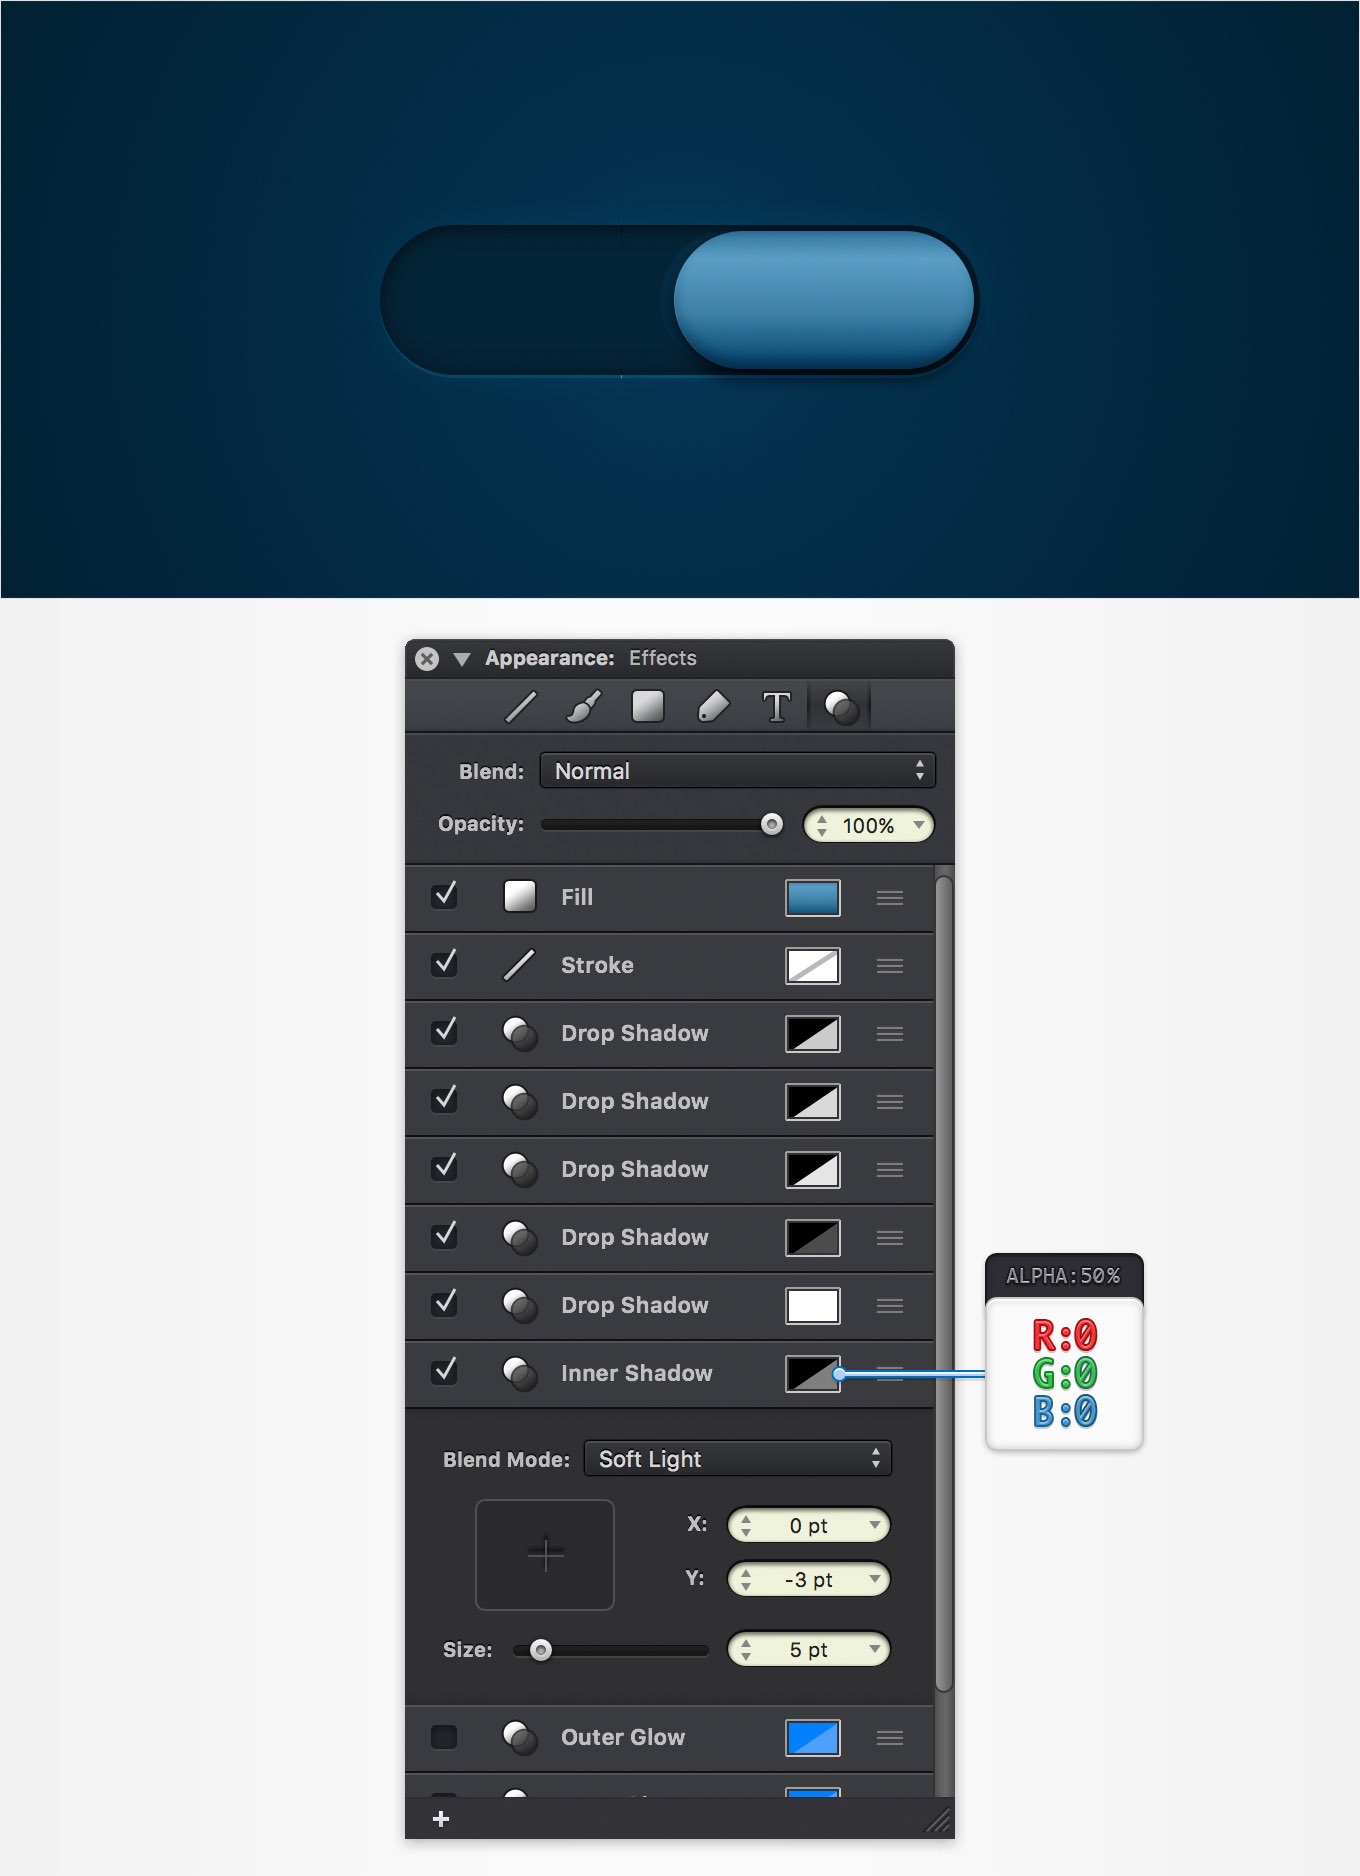 Appearance: Effects
T
Blend: Normal
Opacity: 100%
Fill
Stroke
Drop Shadow
Drop Shadow
Drop Shadow
Drop Shadow
Drop Shadow
ALPHA:50%
R:0
Inner Shadow
G:0
B:0
Blend Mode: Soft Light
X: 0 pt
Y: -3 pt
Size: 5 pt
Outer Glow